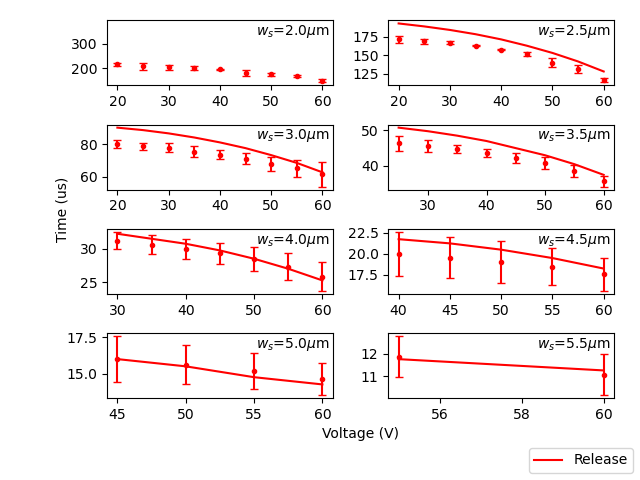 w_s=2.0μm
300
200
20 30 40 50 60
w_s=2.5μm
175
150
125
20 30 40 50 60
w_s=3.0μm
80
60
20 30 40 50 60
w_s=3.5μm
50
40
30 40 50 60
w_s=4.0μm
30
25
30 40 50 60
w_s=4.5μm
22.5
20.0
17.5
40 45 50 55 60
w_s=5.0μm
17.5
15.0
45 50 55 60
w_s=5.5μm
12
11
56 58 60
Time (us)
Voltage (V)
Release